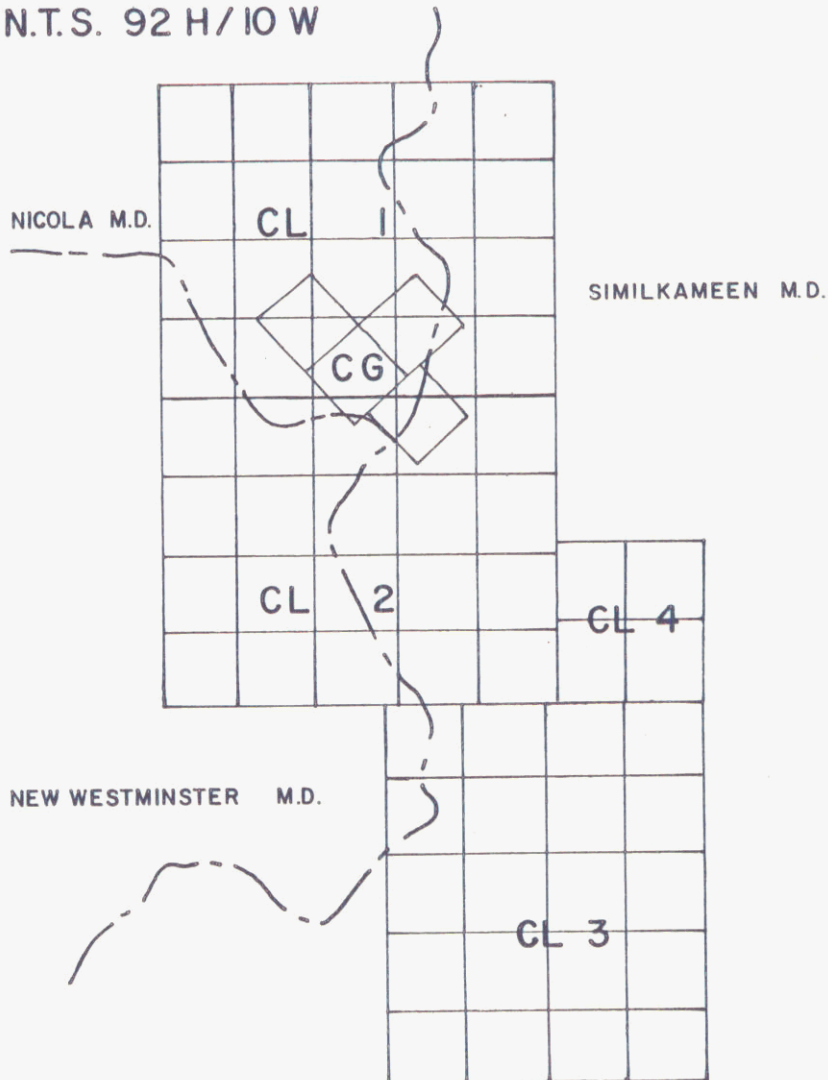 N.T.S. 92 H/10 W
NICOLA M.D.
CL 1
SIMILKAMEEN M.D.
CG
CL 2
CL 4
NEW WESTMINSTER M.D.
CL 3